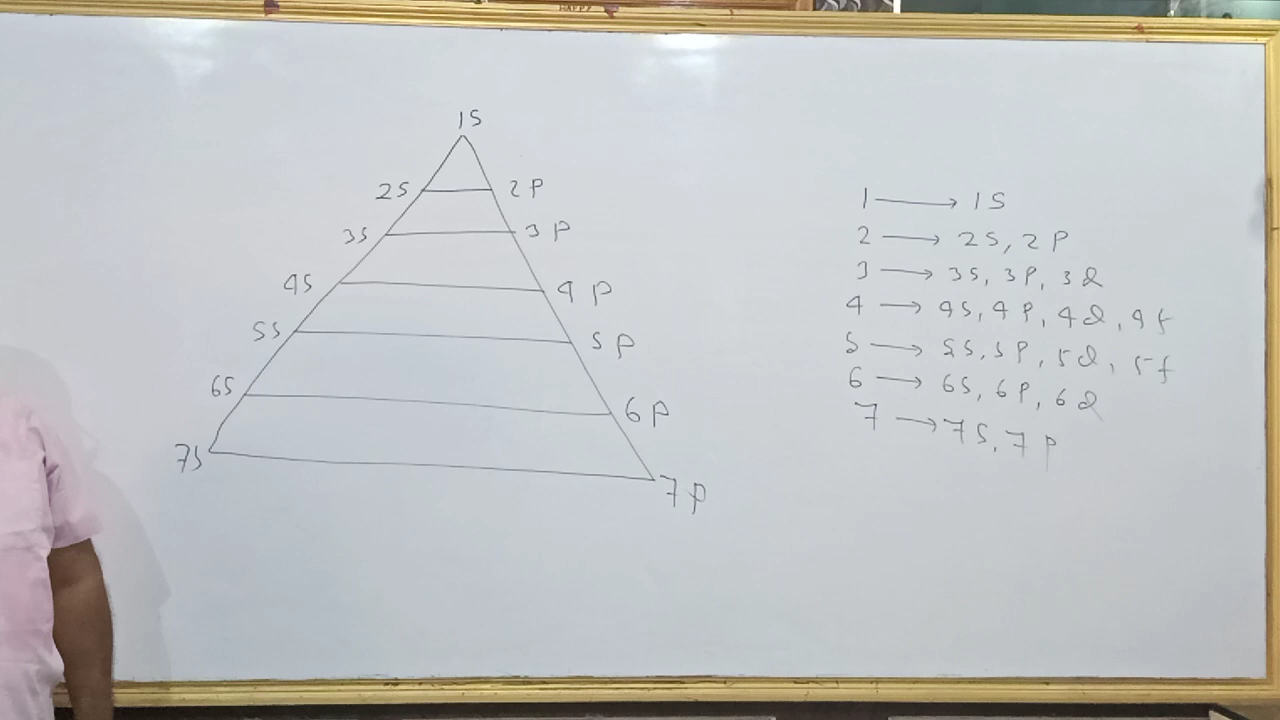 HAPPY
1S
2S 2P
3S 3P
4S 4P
5S 5P
6S 6P
7S 7P
1 → 1S
2 → 2S, 2P
3 → 3S, 3P, 3d
4 → 4S, 4P, 4d, 4f
5 → 5S, 5P, 5d, 5f
6 → 6S, 6P, 6d
7 → 7S, 7P